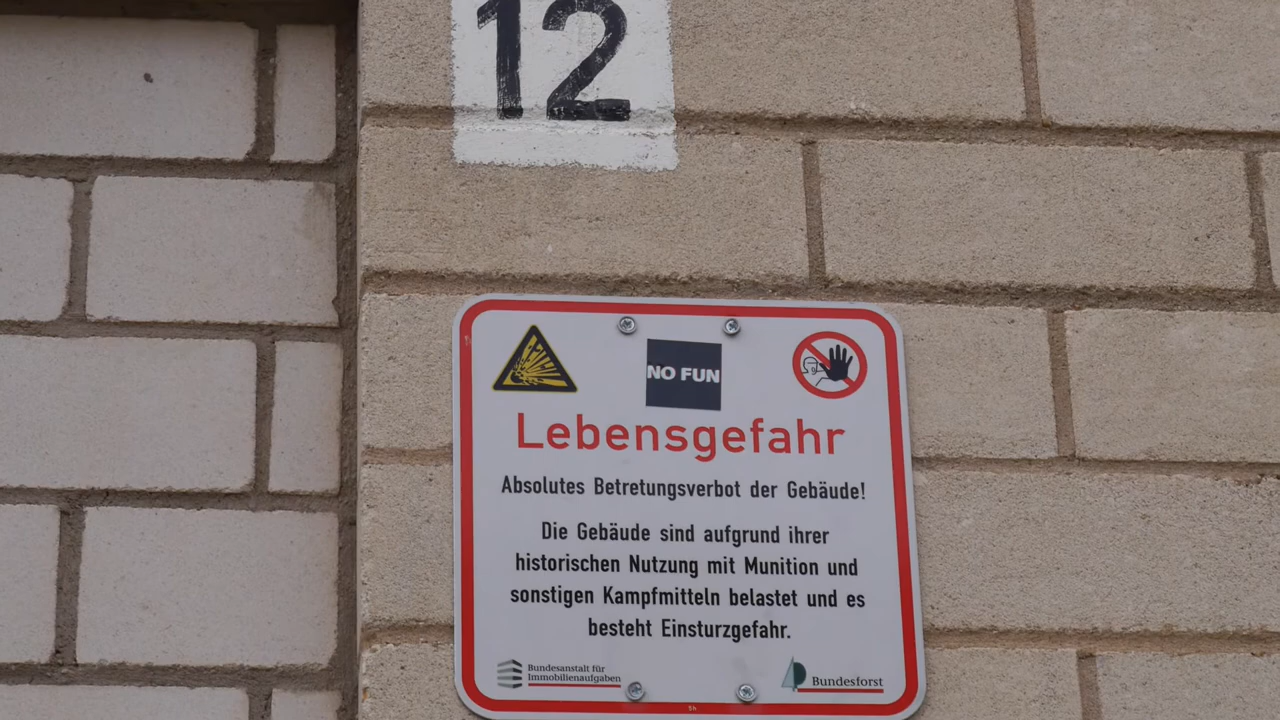 12
NO FUN
Lebensgefahr
Absolutes Betretungsverbot der Gebäude!
Die Gebäude sind aufgrund ihrer
historischen Nutzung mit Munition und
sonstigen Kampfmitteln belastet und es
besteht Einsturzgefahr.
Bundesanstalt für
Immobilienaufgaben
Bundesforst